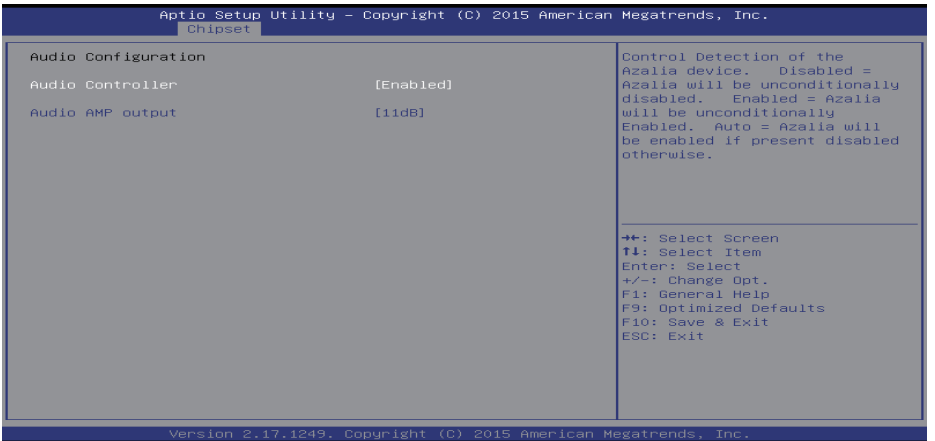 Aptio Setup Utility – Copyright (C) 2015 American Megatrends, Inc.
Chipset
Audio Configuration
Audio Controller [Enabled]
Audio AMP output [11dB]
Control Detection of the
Azalia device. Disabled =
Azalia will be unconditionally
disabled. Enabled = Azalia
will be unconditionally
Enabled. Auto = Azalia will
be enabled if present disabled
otherwise.
→←: Select Screen
↑↓: Select Item
Enter: Select
+/-: Change Opt.
F1: General Help
F9: Optimized Defaults
F10: Save & Exit
ESC: Exit
Version 2.17.1249. Copyright (C) 2015 American Megatrends, Inc.